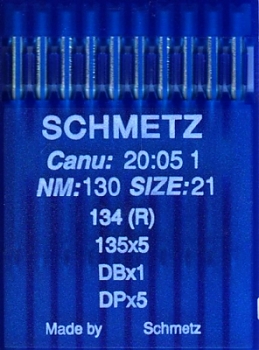 SCHMETZ
Canu: 20:05 1
NM:130 SIZE:21
134 (R)
135x5
DBx1
DPx5
Made by Schmetz